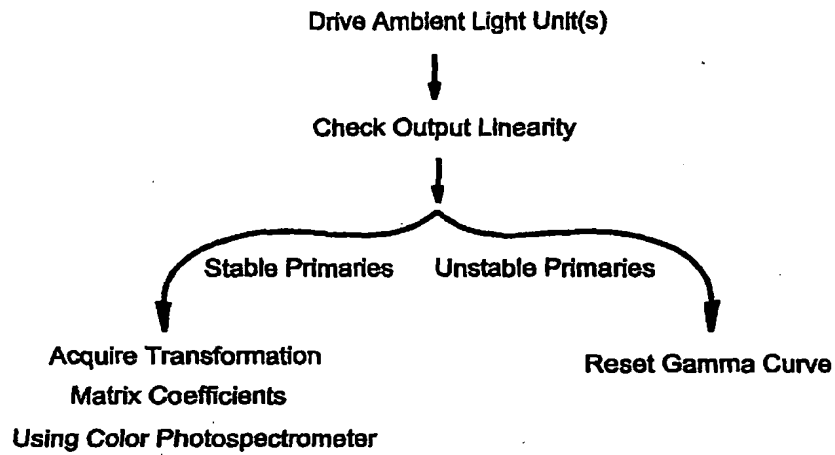 Drive Ambient Light Unit(s)
Check Output Linearity
Stable Primaries
Unstable Primaries
Acquire Transformation
Matrix Coefficients
Using Color Photospectrometer
Reset Gamma Curve